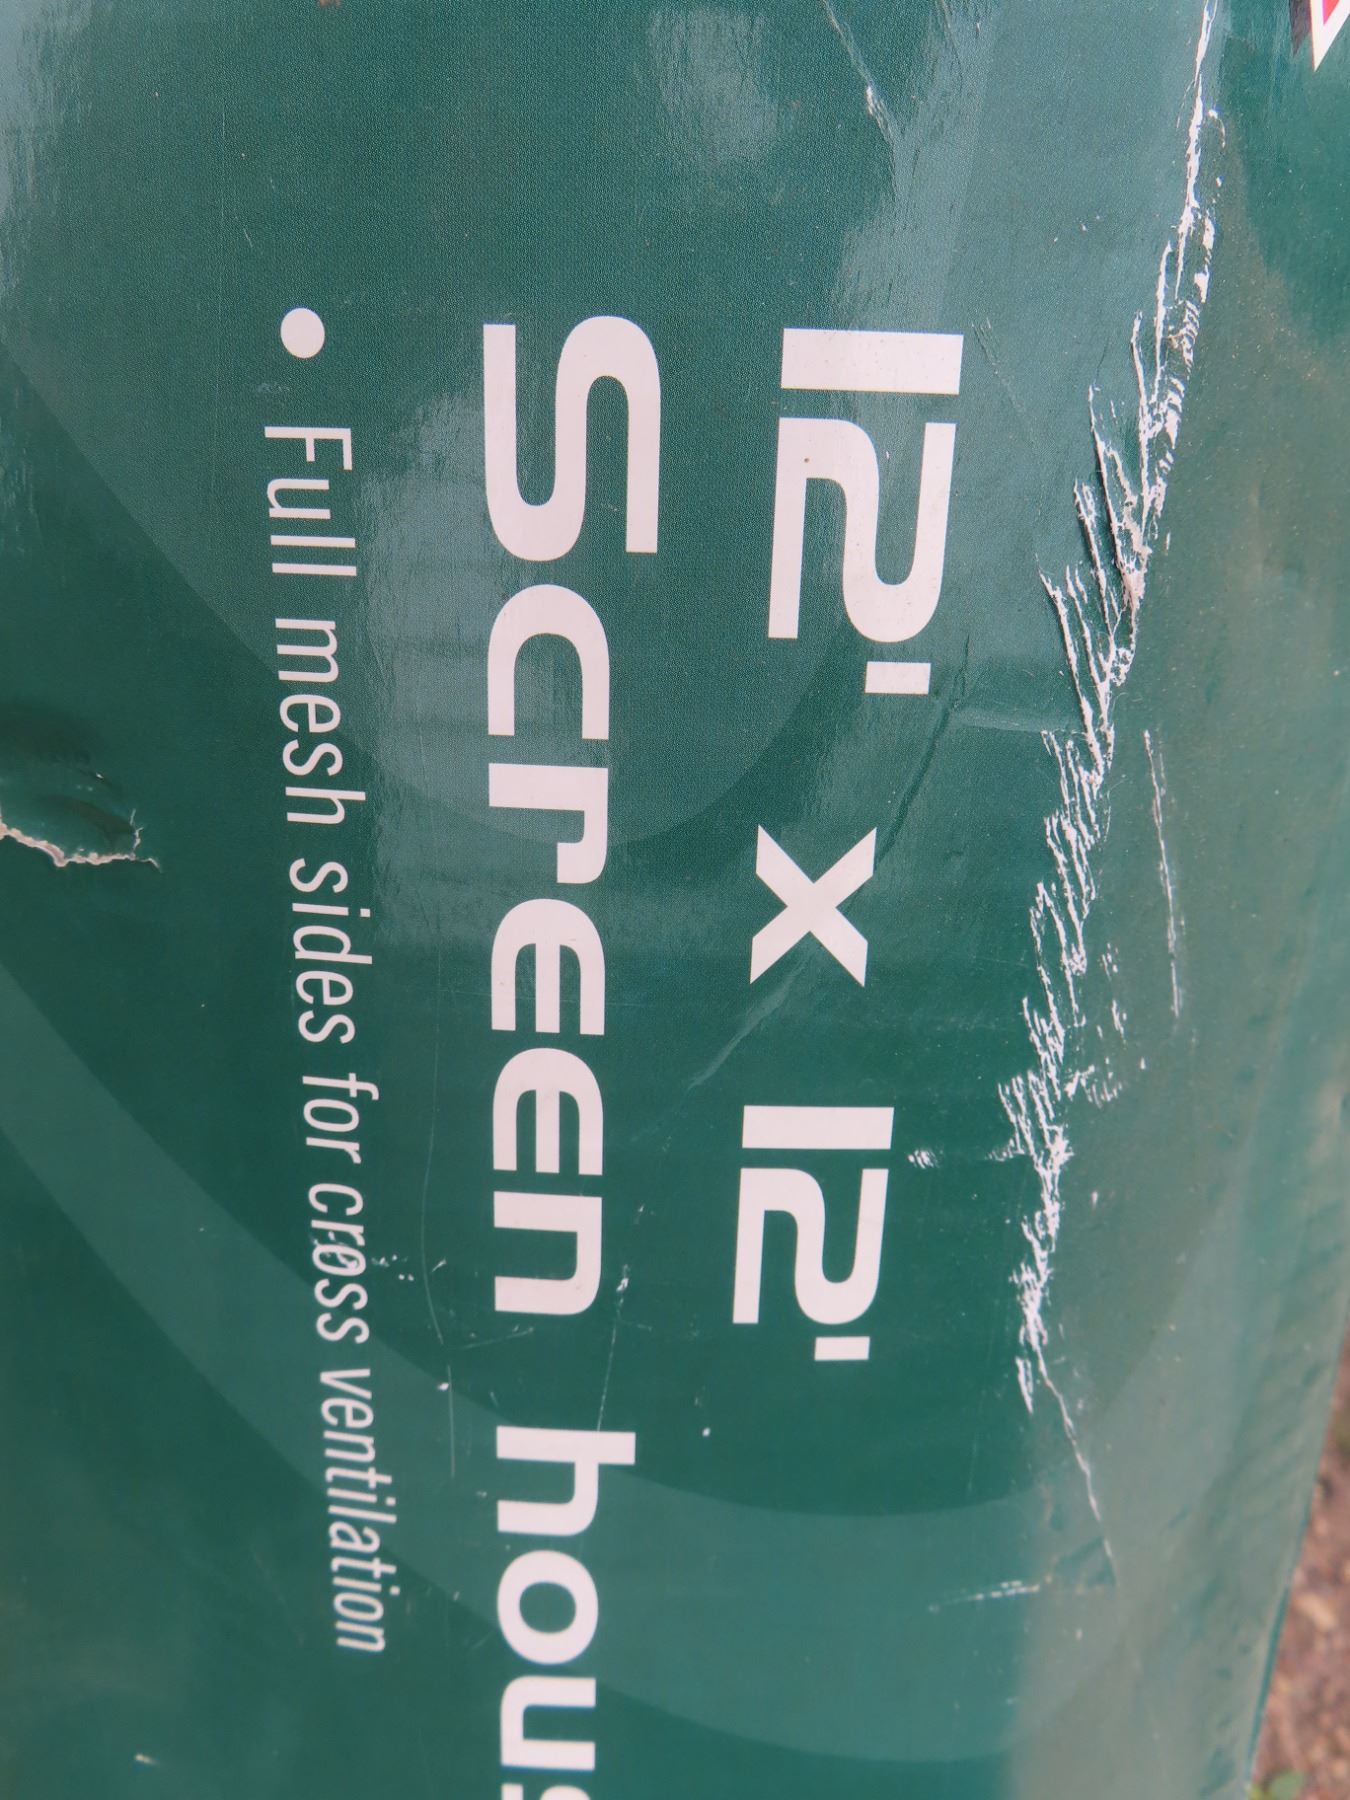 12' x 12'
Screen hous
• Full mesh sides for cross ventilation